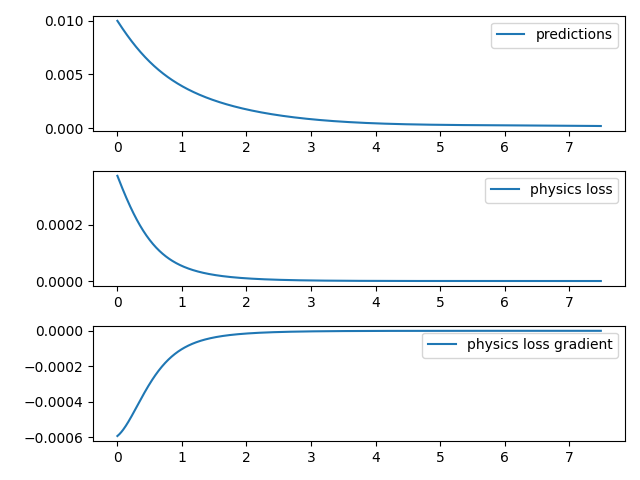 0.010
0.005
0.000
predictions
0 1 2 3 4 5 6 7
0.0002
0.0000
physics loss
0 1 2 3 4 5 6 7
0.0000
−0.0002
−0.0004
−0.0006
physics loss gradient
0 1 2 3 4 5 6 7